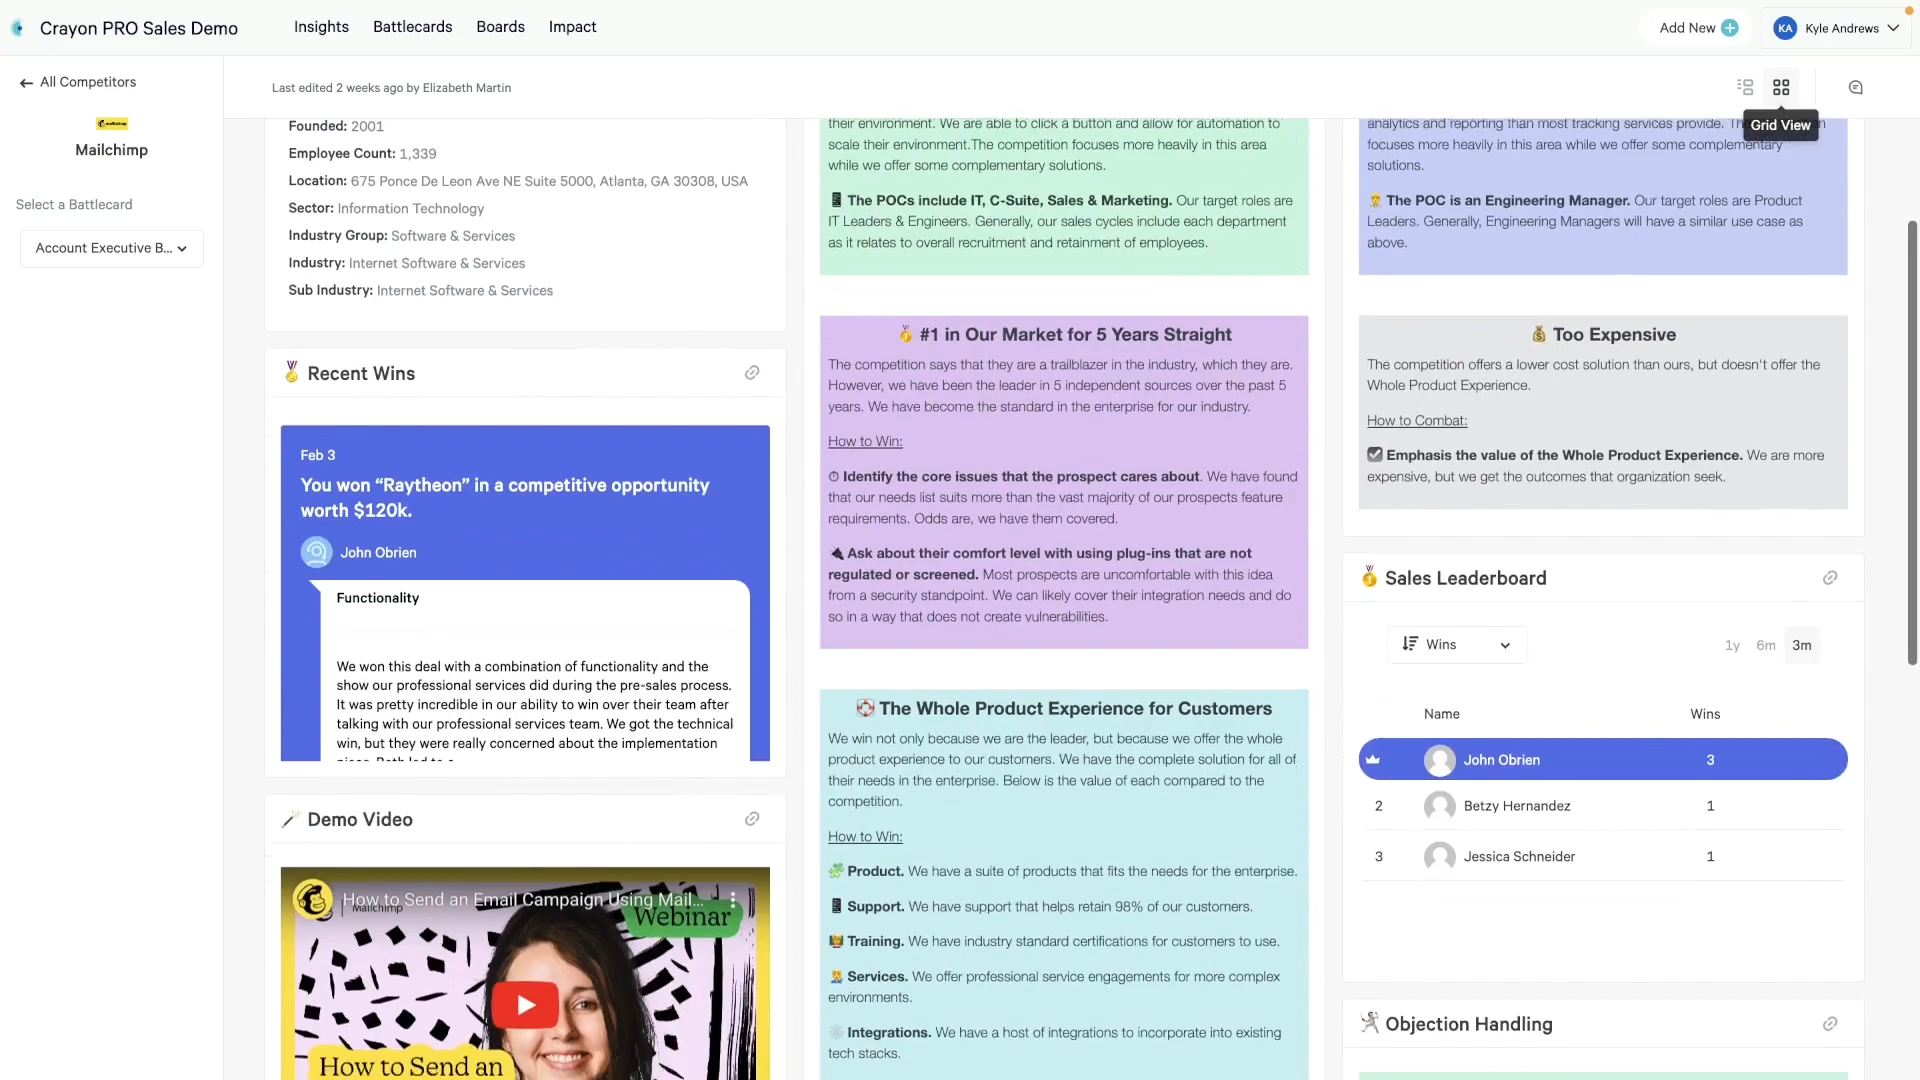 Crayon PRO Sales Demo
Insights
Battlecards
Boards
Impact
Add New
KA
Kyle Andrews
All Competitors
mailchimp
Mailchimp
Select a Battlecard
Account Executive B...
Last edited 2 weeks ago by Elizabeth Martin
Grid View
Founded: 2001
Employee Count: 1,339
Location: 675 Ponce De Leon Ave NE Suite 5000, Atlanta, GA 30308, USA
Sector: Information Technology
Industry Group: Software & Services
Industry: Internet Software & Services
Sub Industry: Internet Software & Services
Recent Wins
Feb 3
You won “Raytheon” in a competitive opportunity
worth $120k.
John Obrien
Functionality
We won this deal with a combination of functionality and the
show our professional services did during the pre-sales process.
It was pretty incredible in our ability to win over their team after
talking with our professional services team. We got the technical
win, but they were really concerned about the implementation
Demo Video
How to Send an Email Campaign Using Mail...
Mailchimp
Webinar
How to Send an
their environment. We are able to click a button and allow for automation to
scale their environment.The competition focuses more heavily in this area
while we offer some complementary solutions.
The POCs include IT, C-Suite, Sales & Marketing. Our target roles are
IT Leaders & Engineers. Generally, our sales cycles include each department
as it relates to overall recruitment and retainment of employees.
#1 in Our Market for 5 Years Straight
The competition says that they are a trailblazer in the industry, which they are.
However, we have been the leader in 5 independent sources over the past 5
years. We have become the standard in the enterprise for our industry.
How to Win:
Identify the core issues that the prospect cares about. We have found
that our needs list suits more than the vast majority of our prospects feature
requirements. Odds are, we have them covered.
Ask about their comfort level with using plug-ins that are not
regulated or screened. Most prospects are uncomfortable with this idea
from a security standpoint. We can likely cover their integration needs and do
so in a way that does not create vulnerabilities.
The Whole Product Experience for Customers
We win not only because we are the leader, but because we offer the whole
product experience to our customers. We have the complete solution for all of
their needs in the enterprise. Below is the value of each compared to the
competition.
How to Win:
Product. We have a suite of products that fits the needs for the enterprise.
Support. We have support that helps retain 98% of our customers.
Training. We have industry standard certifications for customers to use.
Services. We offer professional service engagements for more complex
environments.
Integrations. We have a host of integrations to incorporate into existing
tech stacks.
analytics and reporting than most tracking services provide.
focuses more heavily in this area while we offer some complementary
solutions.
The POC is an Engineering Manager. Our target roles are Product
Leaders. Generally, Engineering Managers will have a similar use case as
above.
Too Expensive
The competition offers a lower cost solution than ours, but doesn't offer the
Whole Product Experience.
How to Combat:
Emphasis the value of the Whole Product Experience. We are more
expensive, but we get the outcomes that organization seek.
Sales Leaderboard
Wins
1y 6m 3m
Name Wins
John Obrien 3
2 Betzy Hernandez 1
3 Jessica Schneider 1
Objection Handling